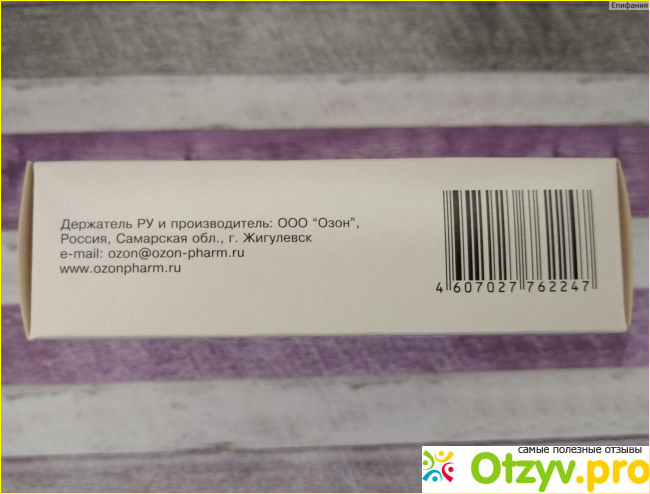 Епифания
Держатель РУ и производитель: ООО “Озон”,
Россия, Самарская обл., г. Жигулевск
e-mail: ozon@ozon-pharm.ru
www.ozonpharm.ru
4 607027 762247
самые полезные отзывы
Otzyv.pro